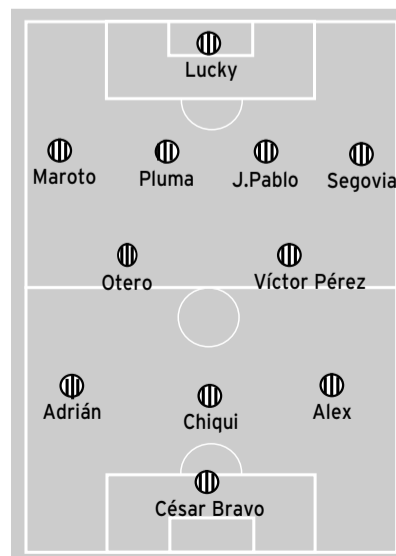 Lucky
Maroto Pluma J.Pablo Segovia
Otero Víctor Pérez
Adrián Chiqui Alex
César Bravo